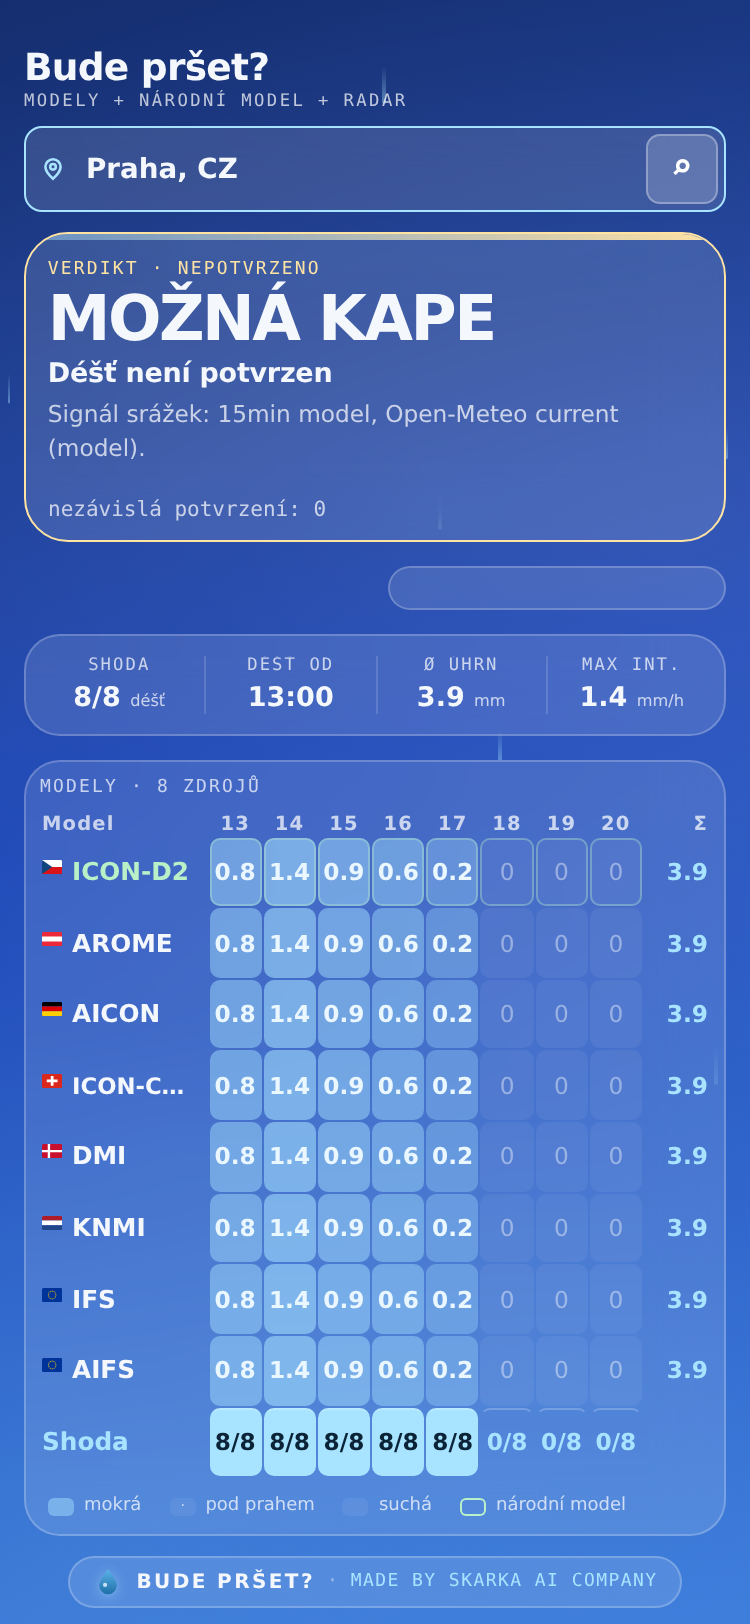 Bude pršet?
MODELY + NÁRODNÍ MODEL + RADAR
Praha, CZ
VERDIKT · NEPOTVRZENO
MOŽNÁ KAPE
Déšť není potvrzen
Signál srážek: 15min model, Open-Meteo current
(model).
nezávislá potvrzení: 0
SHODA DEST OD Ø UHRN MAX INT.
8/8 déšť 13:00 3.9 mm 1.4 mm/h
MODELY · 8 ZDROJŮ
Model 13 14 15 16 17 18 19 20 Σ
ICON-D2 0.8 1.4 0.9 0.6 0.2 0 0 0 3.9
AROME 0.8 1.4 0.9 0.6 0.2 0 0 0 3.9
AICON 0.8 1.4 0.9 0.6 0.2 0 0 0 3.9
ICON-C… 0.8 1.4 0.9 0.6 0.2 0 0 0 3.9
DMI 0.8 1.4 0.9 0.6 0.2 0 0 0 3.9
KNMI 0.8 1.4 0.9 0.6 0.2 0 0 0 3.9
IFS 0.8 1.4 0.9 0.6 0.2 0 0 0 3.9
AIFS 0.8 1.4 0.9 0.6 0.2 0 0 0 3.9
Shoda 8/8 8/8 8/8 8/8 8/8 0/8 0/8 0/8
mokrá · pod prahem suchá národní model
BUDE PRŠET? · MADE BY SKARKA AI COMPANY